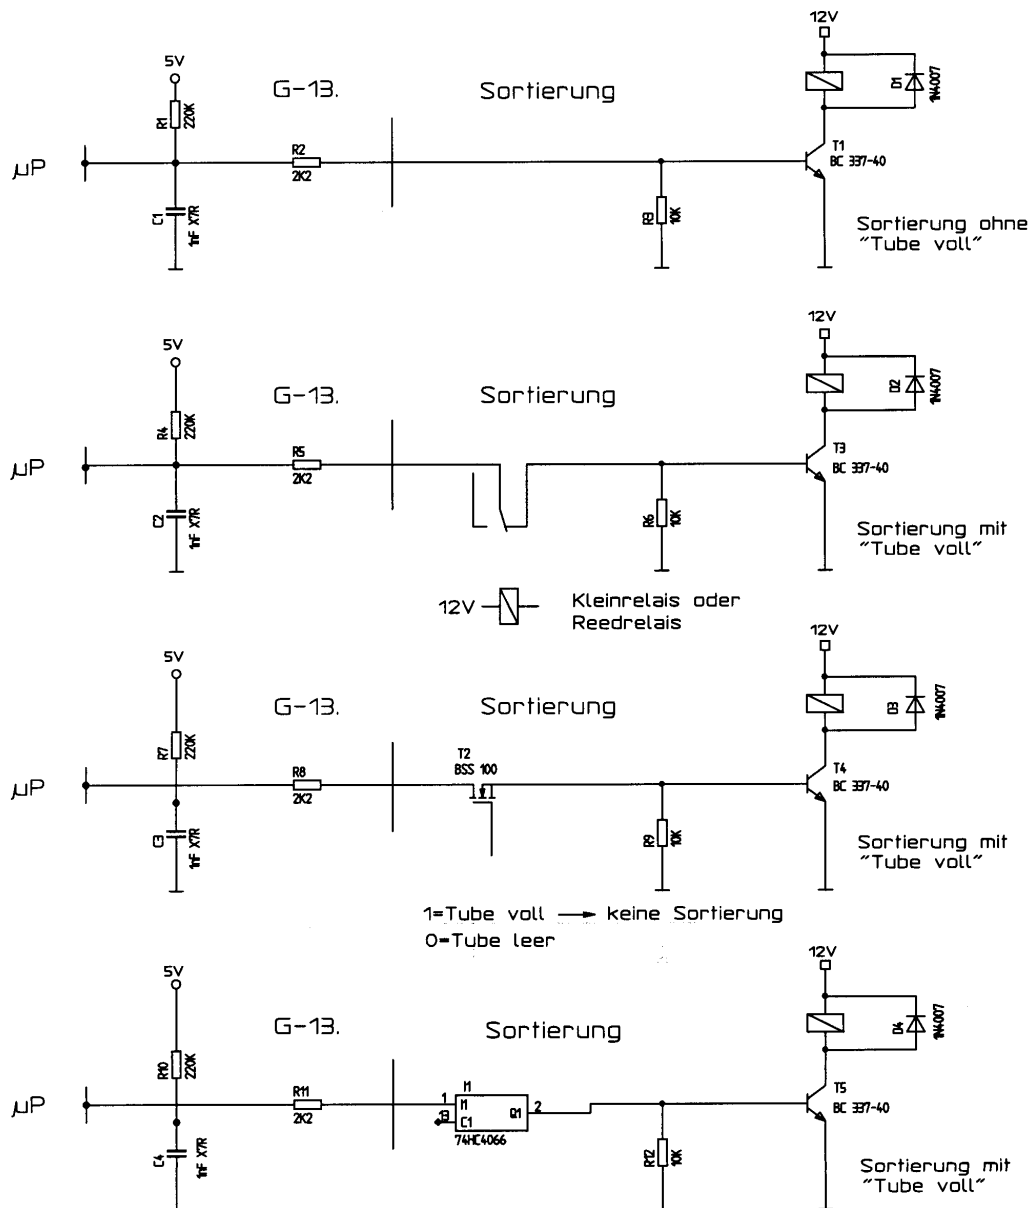 12V
5V
G-13.
Sortierung
D1
1N4007
R1
220K
T1
BC 337-40
µP
R2
2K2
C1
1nF X7R
R3
10K
Sortierung ohne
"Tube voll"
12V
5V
G-13.
Sortierung
D2
1N4007
R4
220K
T3
BC 337-40
µP
R5
2K2
C2
1nF X7R
R6
10K
Sortierung mit
"Tube voll"
12V
Kleinrelais oder
Reedrelais
12V
5V
G-13.
Sortierung
D3
1N4007
R7
220K
T2
BSS 100
T4
BC 337-40
µP
R8
2K2
C3
1nF X7R
R9
10K
Sortierung mit
"Tube voll"
1=Tube voll → keine Sortierung
0=Tube leer
12V
5V
G-13.
Sortierung
D4
1N4007
R10
220K
T5
BC 337-40
µP
R11
2K2
1
M
M
C1
13
Q1
2
74HC4066
C4
1nF X7R
R12
10K
Sortierung mit
"Tube voll"